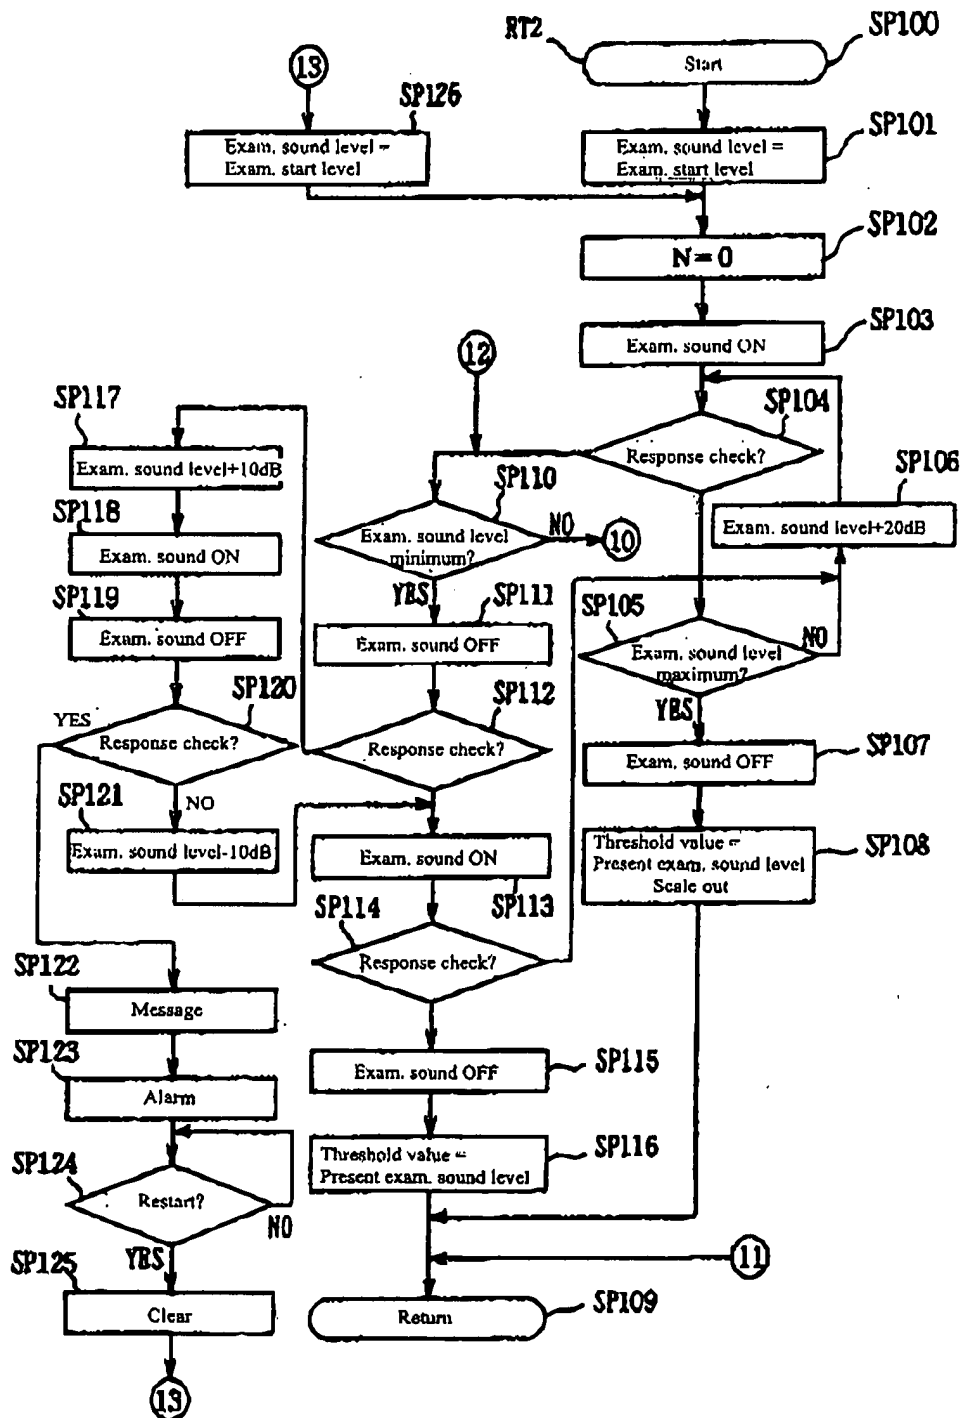 RT2
SP100
Start
13
SP126
Exam. sound level =
Exam. start level
SP101
Exam. sound level =
Exam. start level
SP102
N = 0
SP103
Exam. sound ON
12
SP117
Exam. sound level+10dB
SP104
Response check?
SP106
Exam. sound level+20dB
SP110
Exam. sound level
minimum?
NO
10
YES
SP118
Exam. sound ON
SP119
Exam. sound OFF
SP111
Exam. sound OFF
SP105
Exam. sound level
maximum?
NO
YES
SP120
YES
Response check?
NO
SP112
Response check?
SP107
Exam. sound OFF
SP121
Exam. sound level-10dB
Exam. sound ON
SP113
Threshold value =
Present exam. sound level
Scale out
SP108
SP114
Response check?
SP122
Message
SP123
Alarm
SP115
Exam. sound OFF
SP116
Threshold value =
Present exam. sound level
SP124
Restart?
NO
YES
11
SP125
Clear
SP109
Return
13